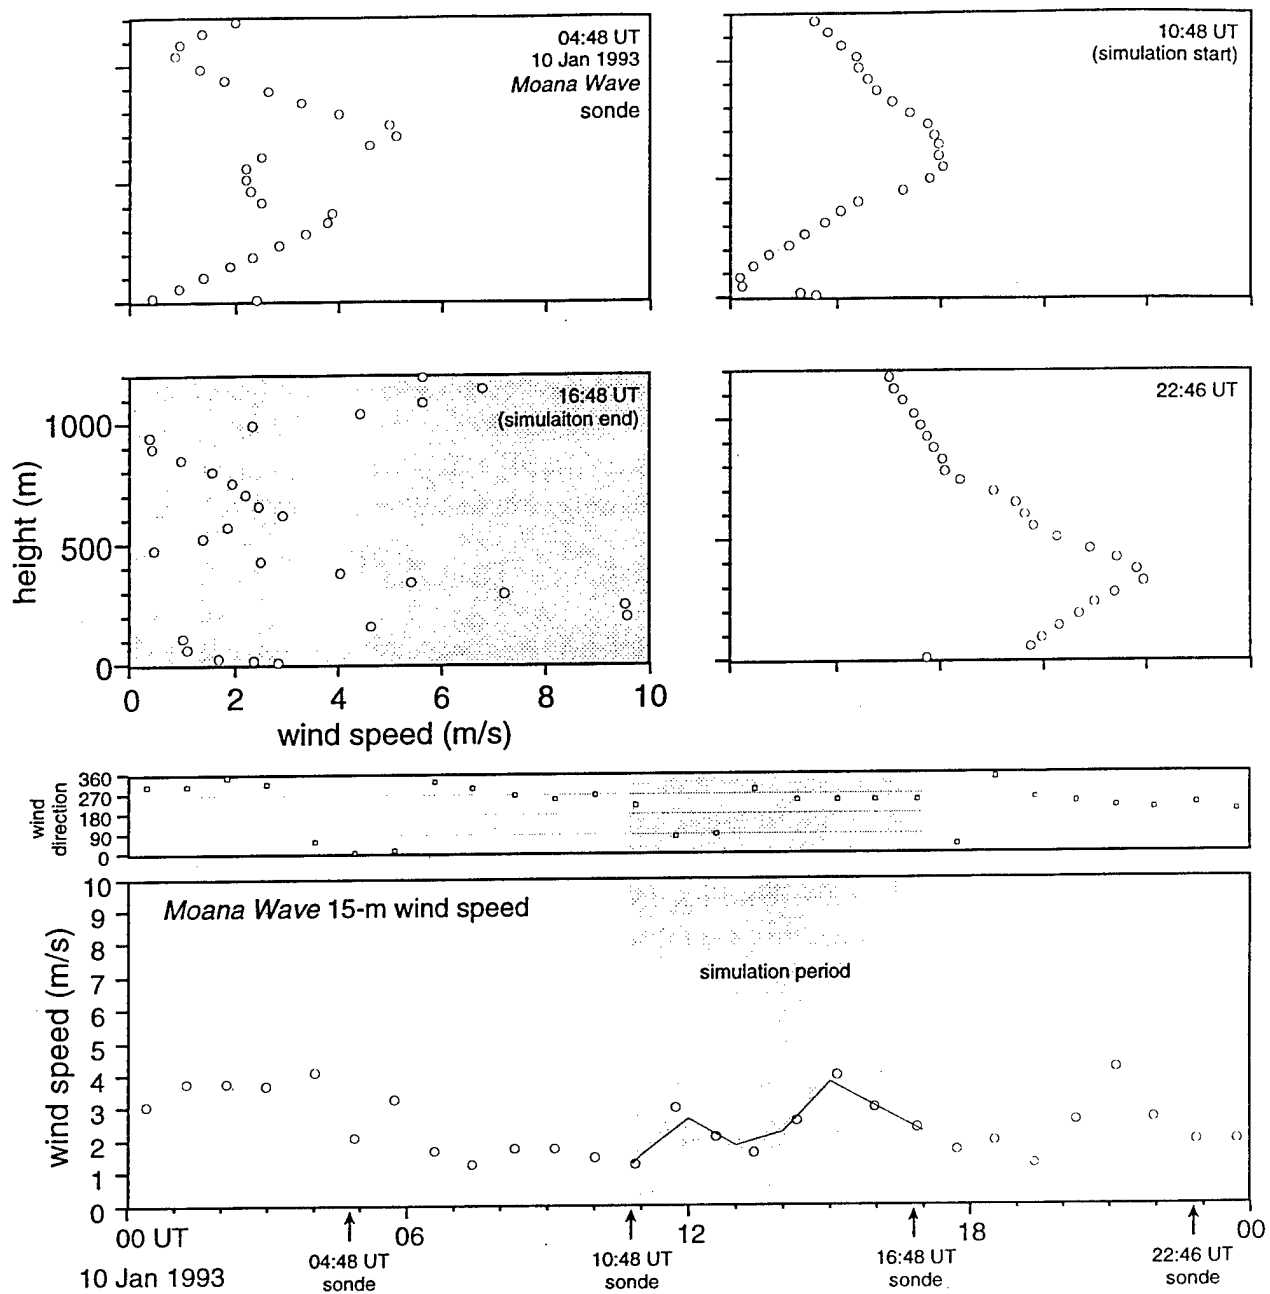 04:48 UT
10 Jan 1993
Moana Wave
sonde
10:48 UT
(simulation start)
16:48 UT
(simulaiton end)
22:46 UT
height (m)
1000
500
0
0 2 4 6 8 10
wind speed (m/s)
wind
direction
360
270
180
90
0
Moana Wave 15-m wind speed
simulation period
wind speed (m/s)
10
9
8
7
6
5
4
3
2
1
0
00 UT 06 12 18 00
04:48 UT
sonde
10:48 UT
sonde
16:48 UT
sonde
22:46 UT
sonde
10 Jan 1993